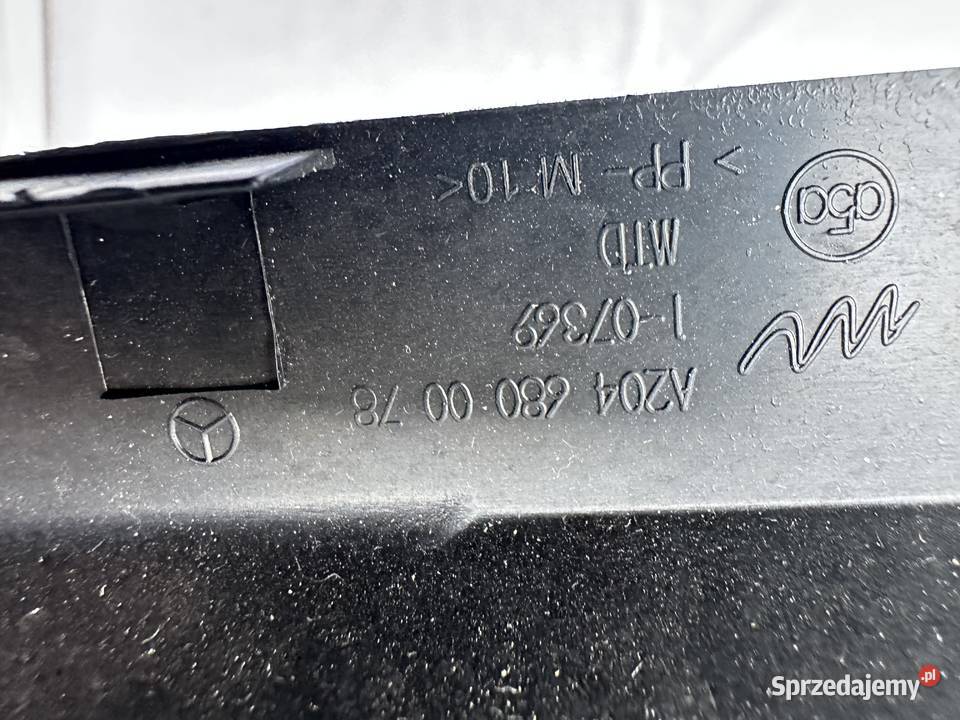 A204 680 00 78
1-07369
MTD
>PP- M10<
Sprzedajemy.pl